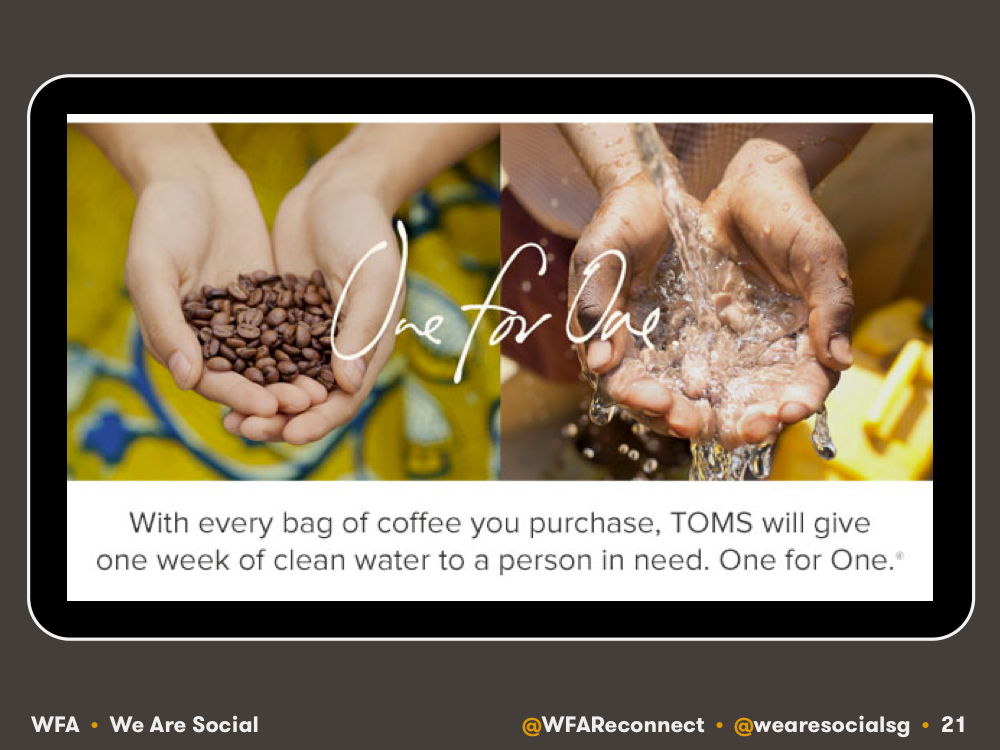 One for One
With every bag of coffee you purchase, TOMS will give
one week of clean water to a person in need. One for One.®
WFA • We Are Social
@WFAReconnect • @wearesocialsg • 21